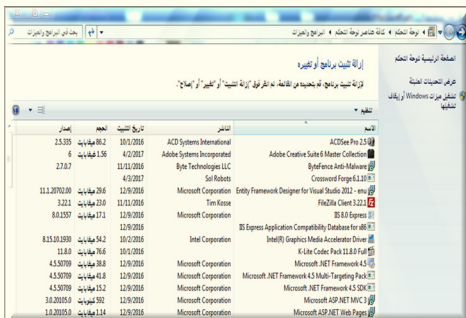 لوحة التحكم ◂ كافة عناصر لوحة التحكم ◂ البرامج والميزات
بحث في البرامج والميزات
الصفحة الرئيسية للوحة التحكم
عرض التحديثات المثبتة
تشغيل ميزات Windows أو إيقاف تشغيلها
إزالة تثبيت برنامج أو تغييره
لإزالة تثبيت برنامج، قم بتحديده من القائمة، ثم انقر فوق "إزالة التثبيت" أو "تغيير" أو "إصلاح".
تنظيم
الاسم الناشر تاريخ التثبيت الحجم إصدار
ACDSee Pro 2.5 ACD Systems International 10/1/2016 86.2 ميغابايت 2.5.335
Adobe Creative Suite 6 Master Collection Adobe Systems Incorporated 4/2/2017 1.56 غيغابايت 6
ByteFence Anti-Malware Byte Technologies LLC 11/11/2016 2.7.0.7
Crossword Forge 6.1.10 Sol Robots 4/3/2017
Entity Framework Designer for Visual Studio 2012 - enu Microsoft Corporation 12/9/2016 29.6 ميغابايت 11.1.20702.00
FileZilla Client 3.22.1 Tim Kosse 11/11/2016 23.0 ميغابايت 3.22.1
IIS 8.0 Express Microsoft Corporation 12/9/2016 17.1 ميغابايت 8.0.1557
IIS Express Application Compatibility Database for x86 12/9/2016
Intel(R) Graphics Media Accelerator Driver Intel Corporation 10/2/2016 54.2 ميغابايت 8.15.10.1930
K-Lite Codec Pack 11.8.0 Full 10/1/2016 76.6 ميغابايت 11.8.0
Microsoft .NET Framework 4.5 Microsoft Corporation 12/9/2016 38.8 ميغابايت 4.5.50709
Microsoft .NET Framework 4.5 Multi-Targeting Pack Microsoft Corporation 12/9/2016 41.8 ميغابايت 4.5.50709
Microsoft .NET Framework 4.5 SDK Microsoft Corporation 12/9/2016 15.2 ميغابايت 4.5.50709
Microsoft ASP.NET MVC 3 Microsoft Corporation 12/9/2016 592 كيلوبايت 3.0.20105.0
Microsoft ASP.NET Web Pages Microsoft Corporation 12/9/2016 1.14 ميغابايت 1.0.20105.0